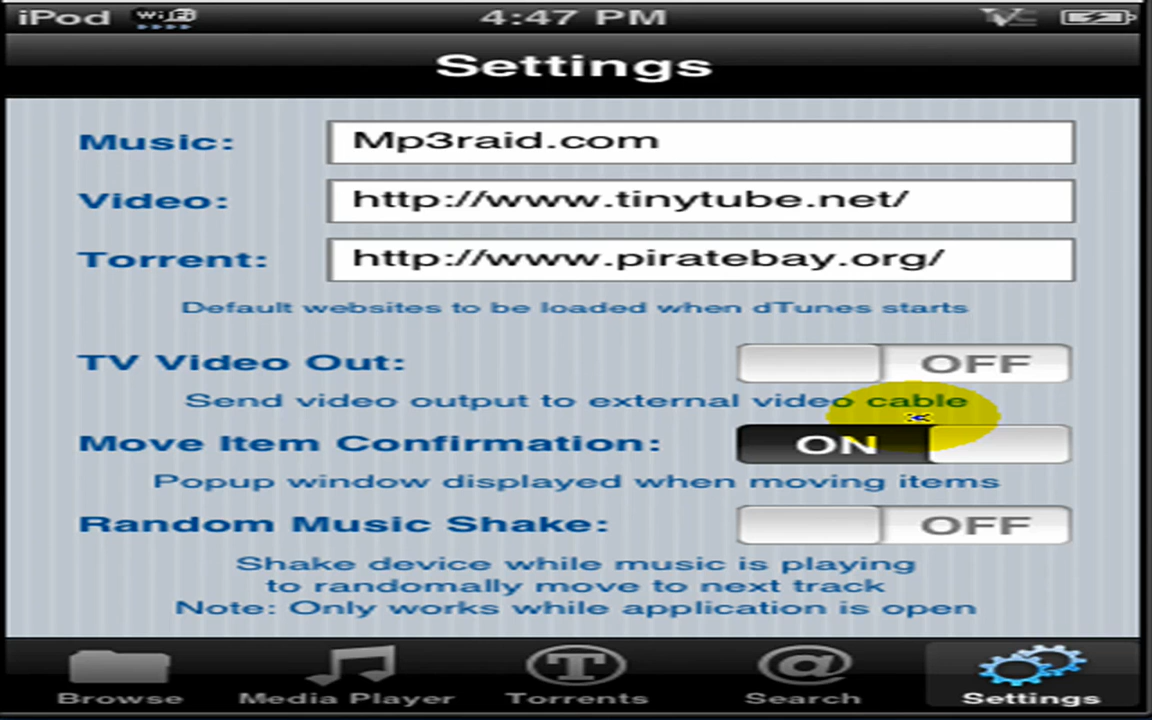 iPod WiFi 4:47 PM
Settings
Music: Mp3raid.com
Video: http://www.tinytube.net/
Torrent: http://www.piratebay.org/
Default websites to be loaded when dTunes starts
TV Video Out: OFF
Send video output to external video cable
Move Item Confirmation: ON
Popup window displayed when moving items
Random Music Shake: OFF
Shake device while music is playing
to randomally move to next track
Note: Only works while application is open
Browse Media Player Torrents Search Settings